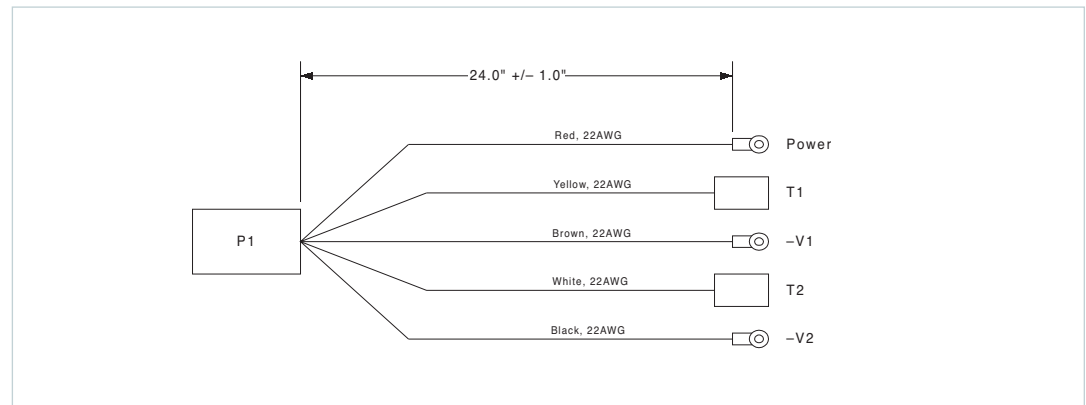 24.0" +/– 1.0"
Red, 22AWG
Power
Yellow, 22AWG
T1
P1
Brown, 22AWG
–V1
White, 22AWG
T2
Black, 22AWG
–V2